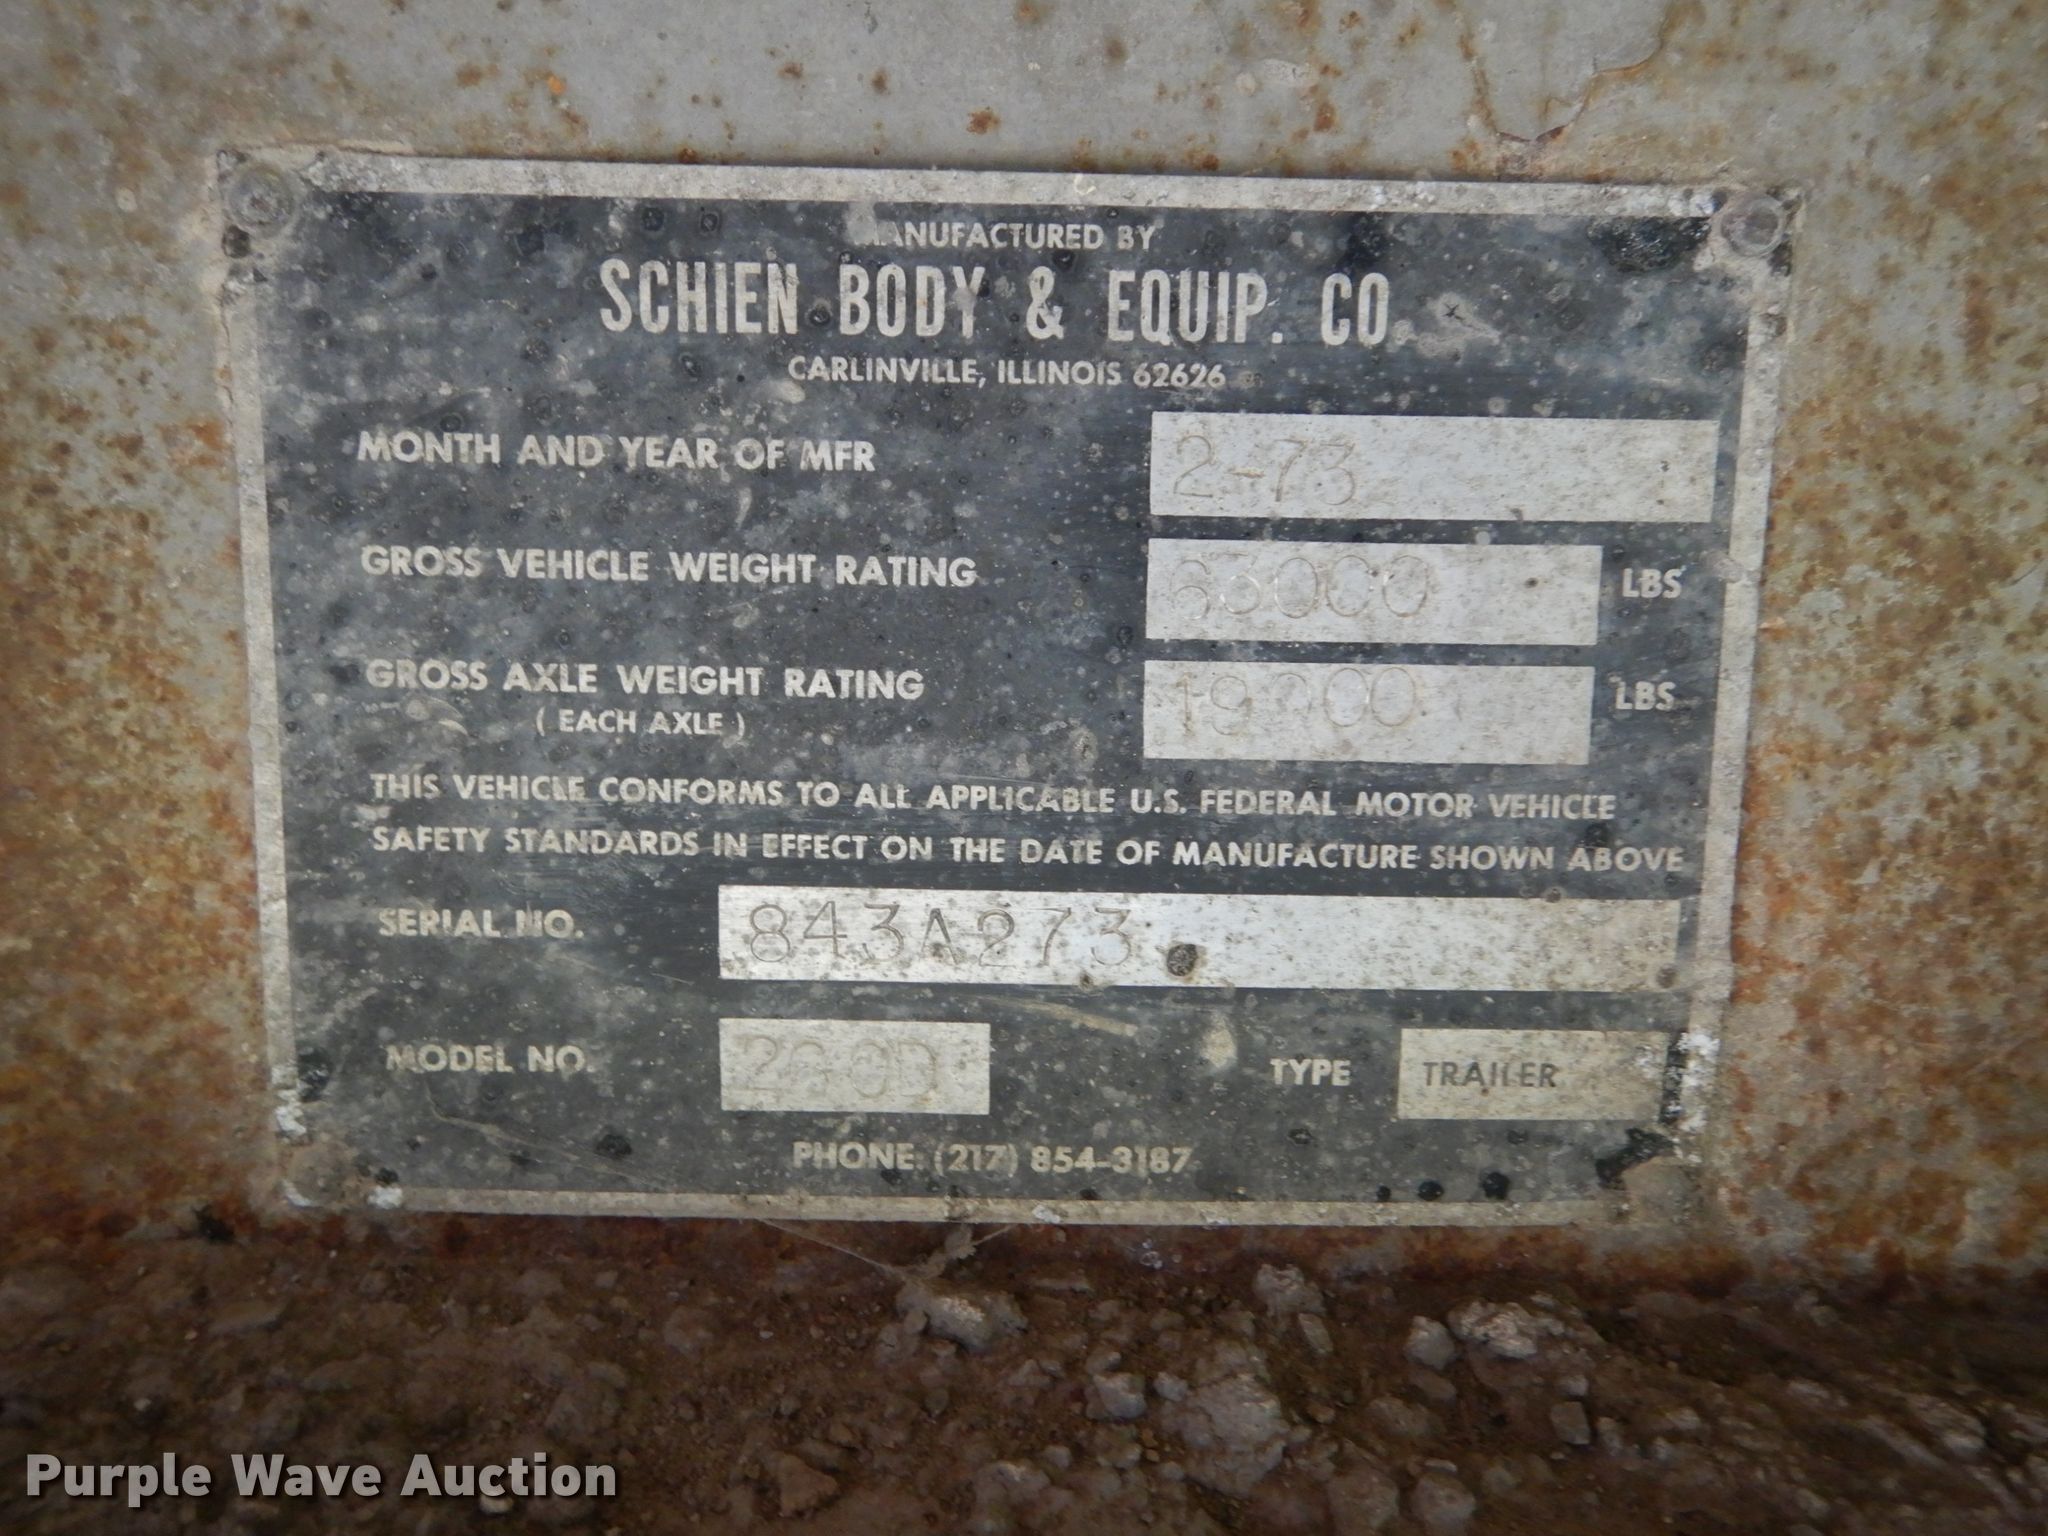 MANUFACTURED BY
SCHIEN BODY & EQUIP. CO.
CARLINVILLE, ILLINOIS 62626
MONTH AND YEAR OF MFR 2-73
GROSS VEHICLE WEIGHT RATING 63000 LBS
GROSS AXLE WEIGHT RATING 19000 LBS
( EACH AXLE )
THIS VEHICLE CONFORMS TO ALL APPLICABLE U.S. FEDERAL MOTOR VEHICLE
SAFETY STANDARDS IN EFFECT ON THE DATE OF MANUFACTURE SHOWN ABOVE
SERIAL NO. 843A273
MODEL NO. TYPE TRAILER
PHONE: (217) 854-3187
Purple Wave Auction